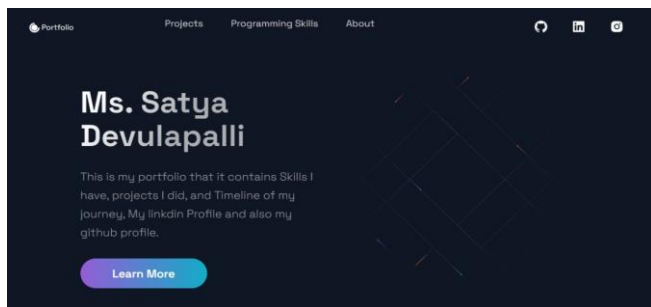 Portfolio
Projects
Programming Skills
About
Ms. Satya
Devulapalli
This is my portfolio that it contains Skills I
have, projects I did, and Timeline of my
journey, My linkdin Profile and also my
github profile.
Learn More